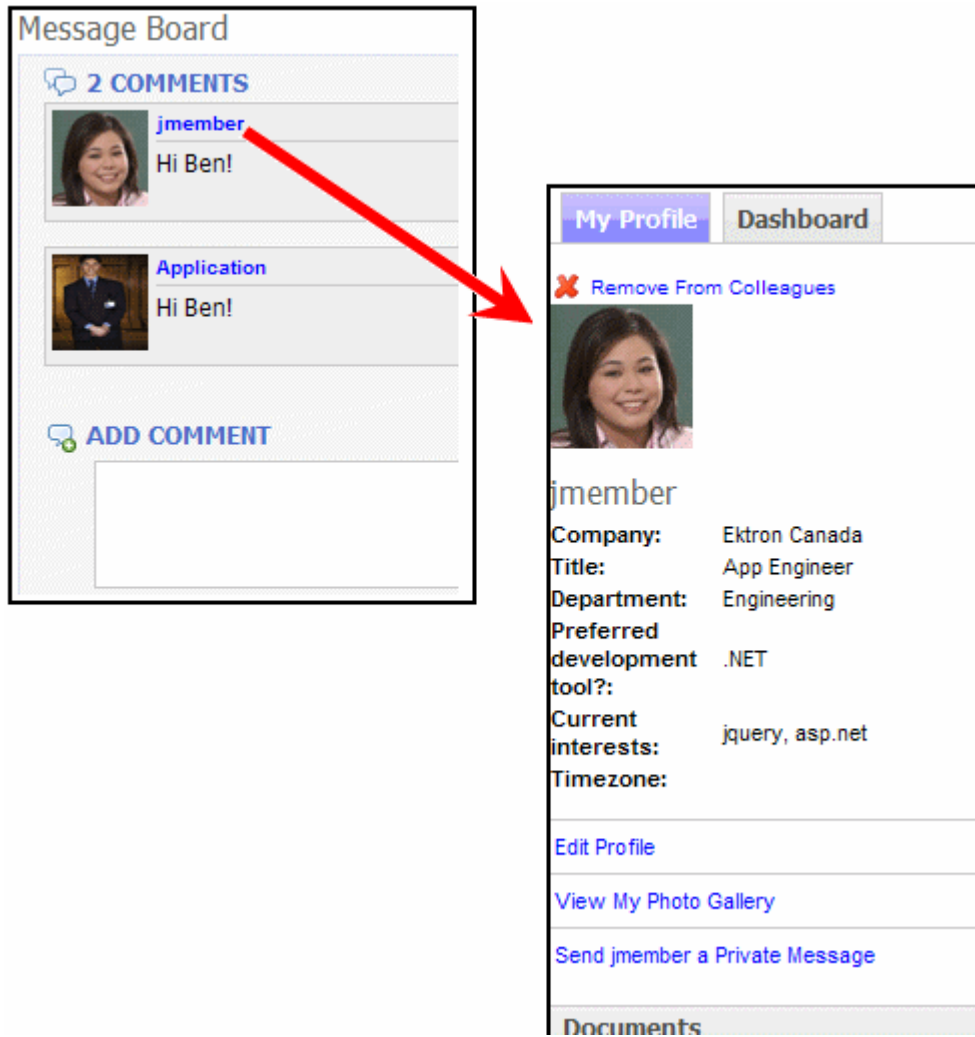 Message Board
2 COMMENTS
jmember
Hi Ben!
Application
Hi Ben!
ADD COMMENT
My Profile Dashboard
Remove From Colleagues
jmember
Company: Ektron Canada
Title: App Engineer
Department: Engineering
Preferred
development .NET
tool?:
Current
interests: jquery, asp.net
Timezone:
Edit Profile
View My Photo Gallery
Send jmember a Private Message
Documents